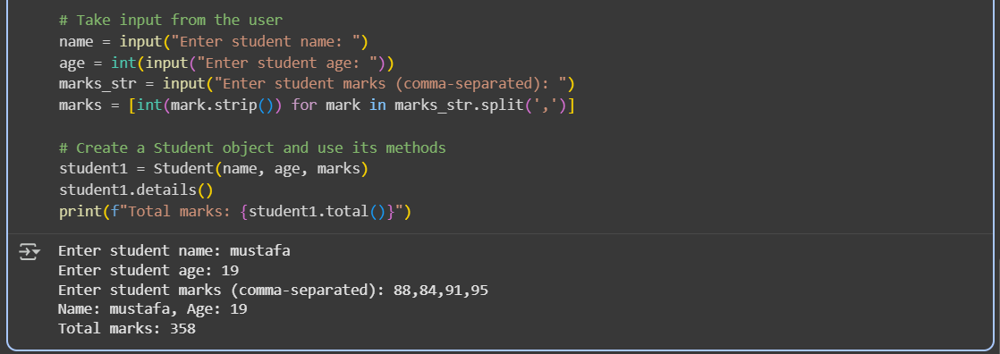 # Take input from the user
name = input("Enter student name: ")
age = int(input("Enter student age: "))
marks_str = input("Enter student marks (comma-separated): ")
marks = [int(mark.strip()) for mark in marks_str.split(',')]
# Create a Student object and use its methods
student1 = Student(name, age, marks)
student1.details()
print(f"Total marks: {student1.total()}")
Enter student name: mustafa
Enter student age: 19
Enter student marks (comma-separated): 88,84,91,95
Name: mustafa, Age: 19
Total marks: 358